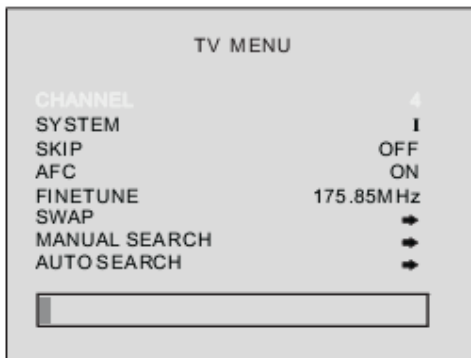 TV MENU
CHANNEL 4
SYSTEM I
SKIP OFF
AFC ON
FINETUNE 175.85MHz
SWAP
MANUAL SEARCH
AUTO SEARCH